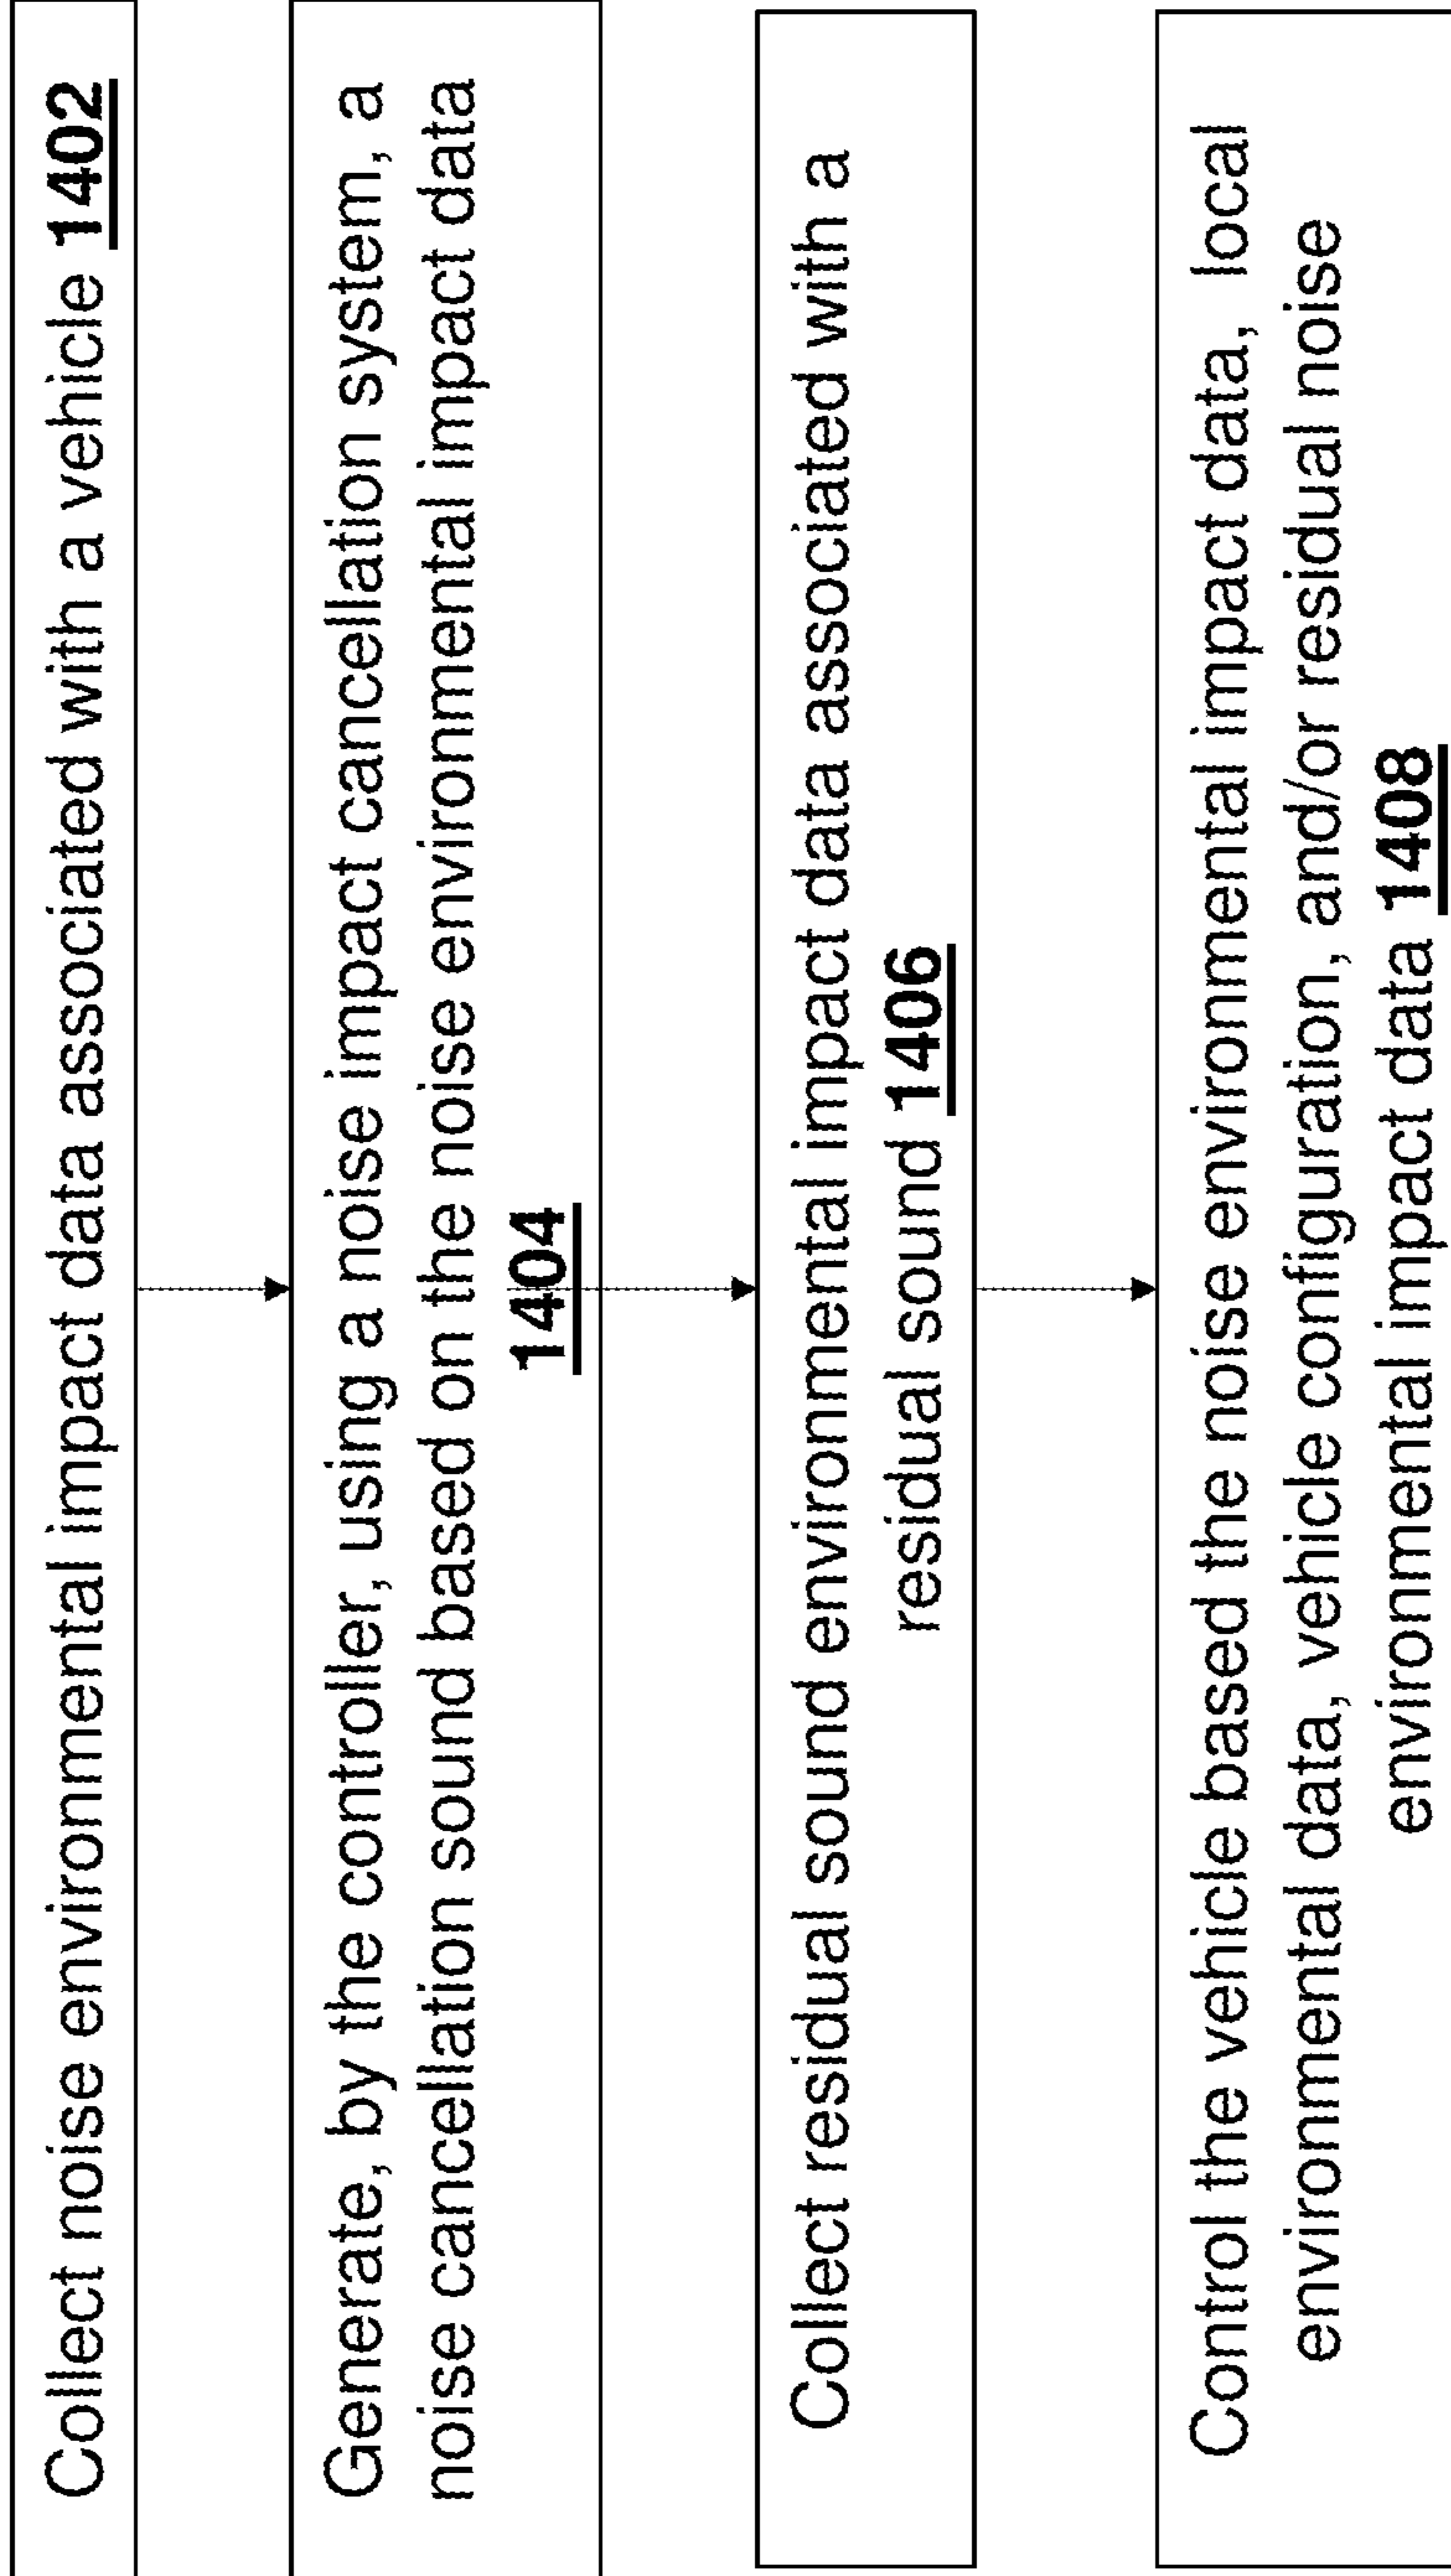 Collect noise environmental impact data associated with a vehicle 1402
Generate, by the controller, using a noise impact cancellation system, a
noise cancellation sound based on the noise environmental impact data
1404
Collect residual sound environmental impact data associated with a
residual sound 1406
Control the vehicle based the noise environmental impact data, local
environmental data, vehicle configuration, and/or residual noise
environmental impact data 1408